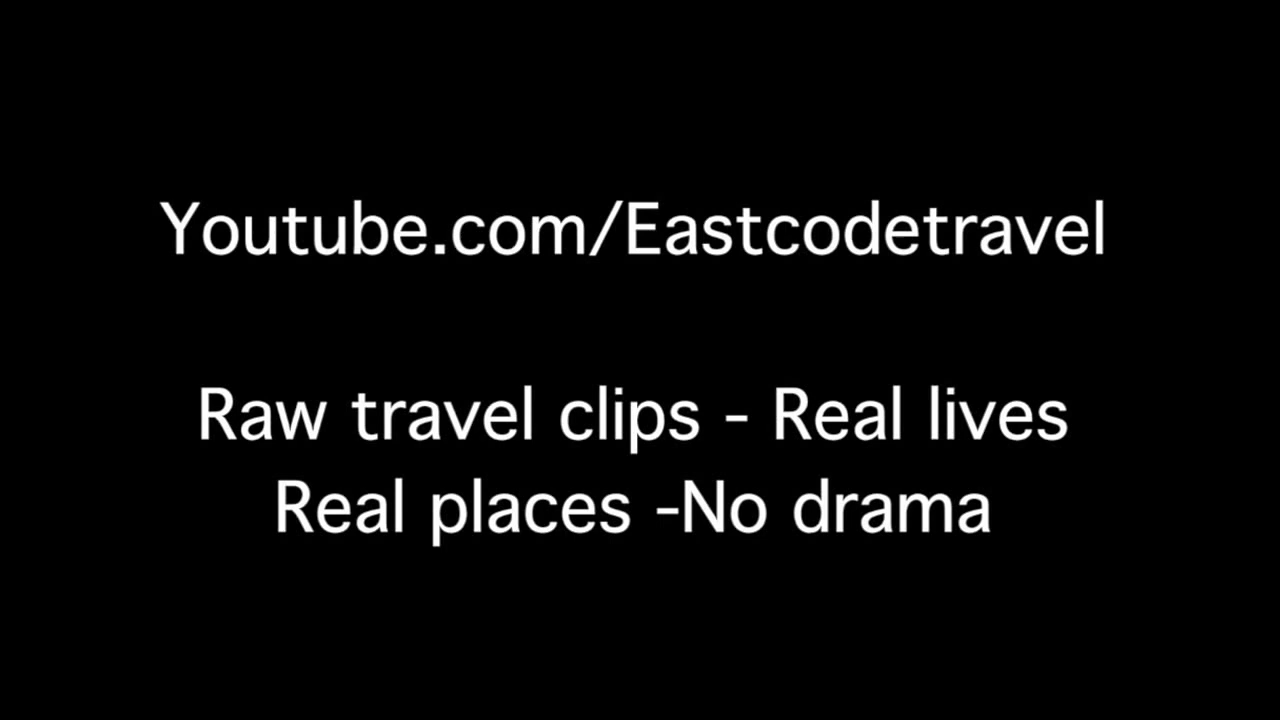 Youtube.com/Eastcodetravel
Raw travel clips - Real lives
Real places -No drama